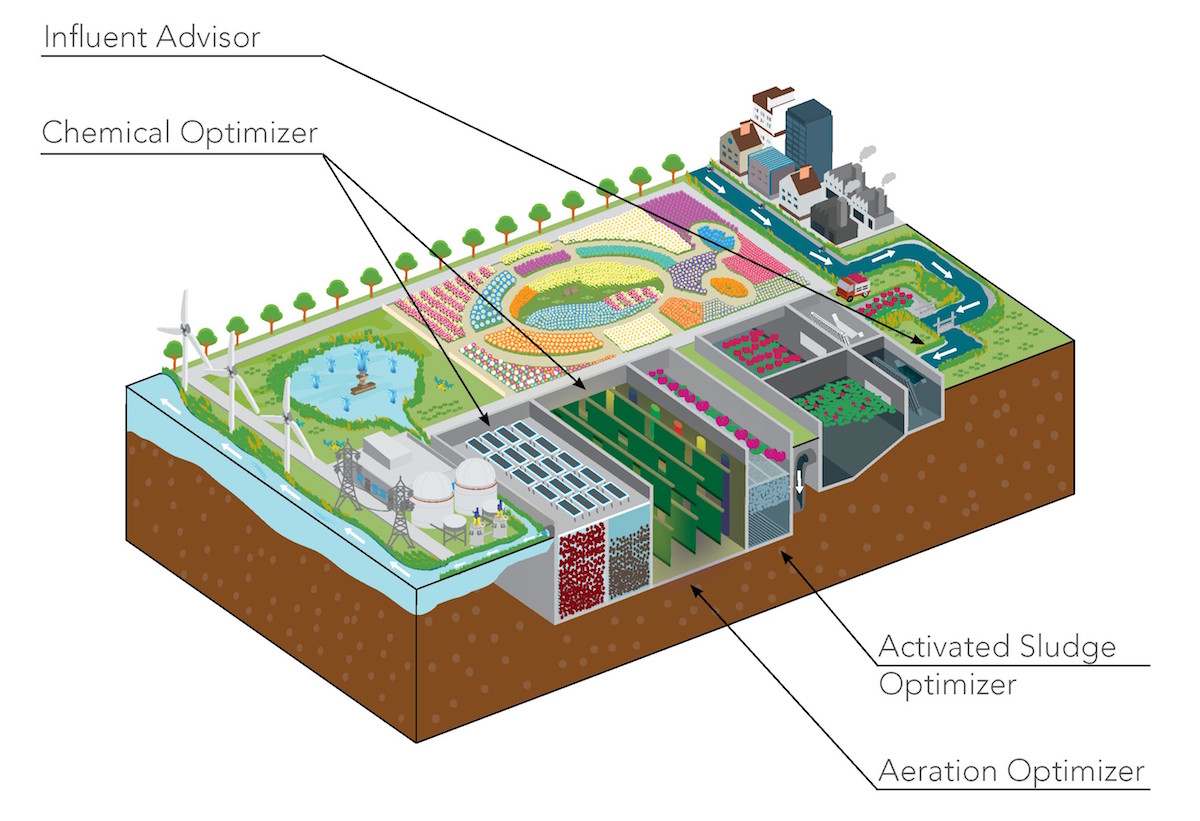 Influent Advisor
Chemical Optimizer
Activated Sludge
Optimizer
Aeration Optimizer